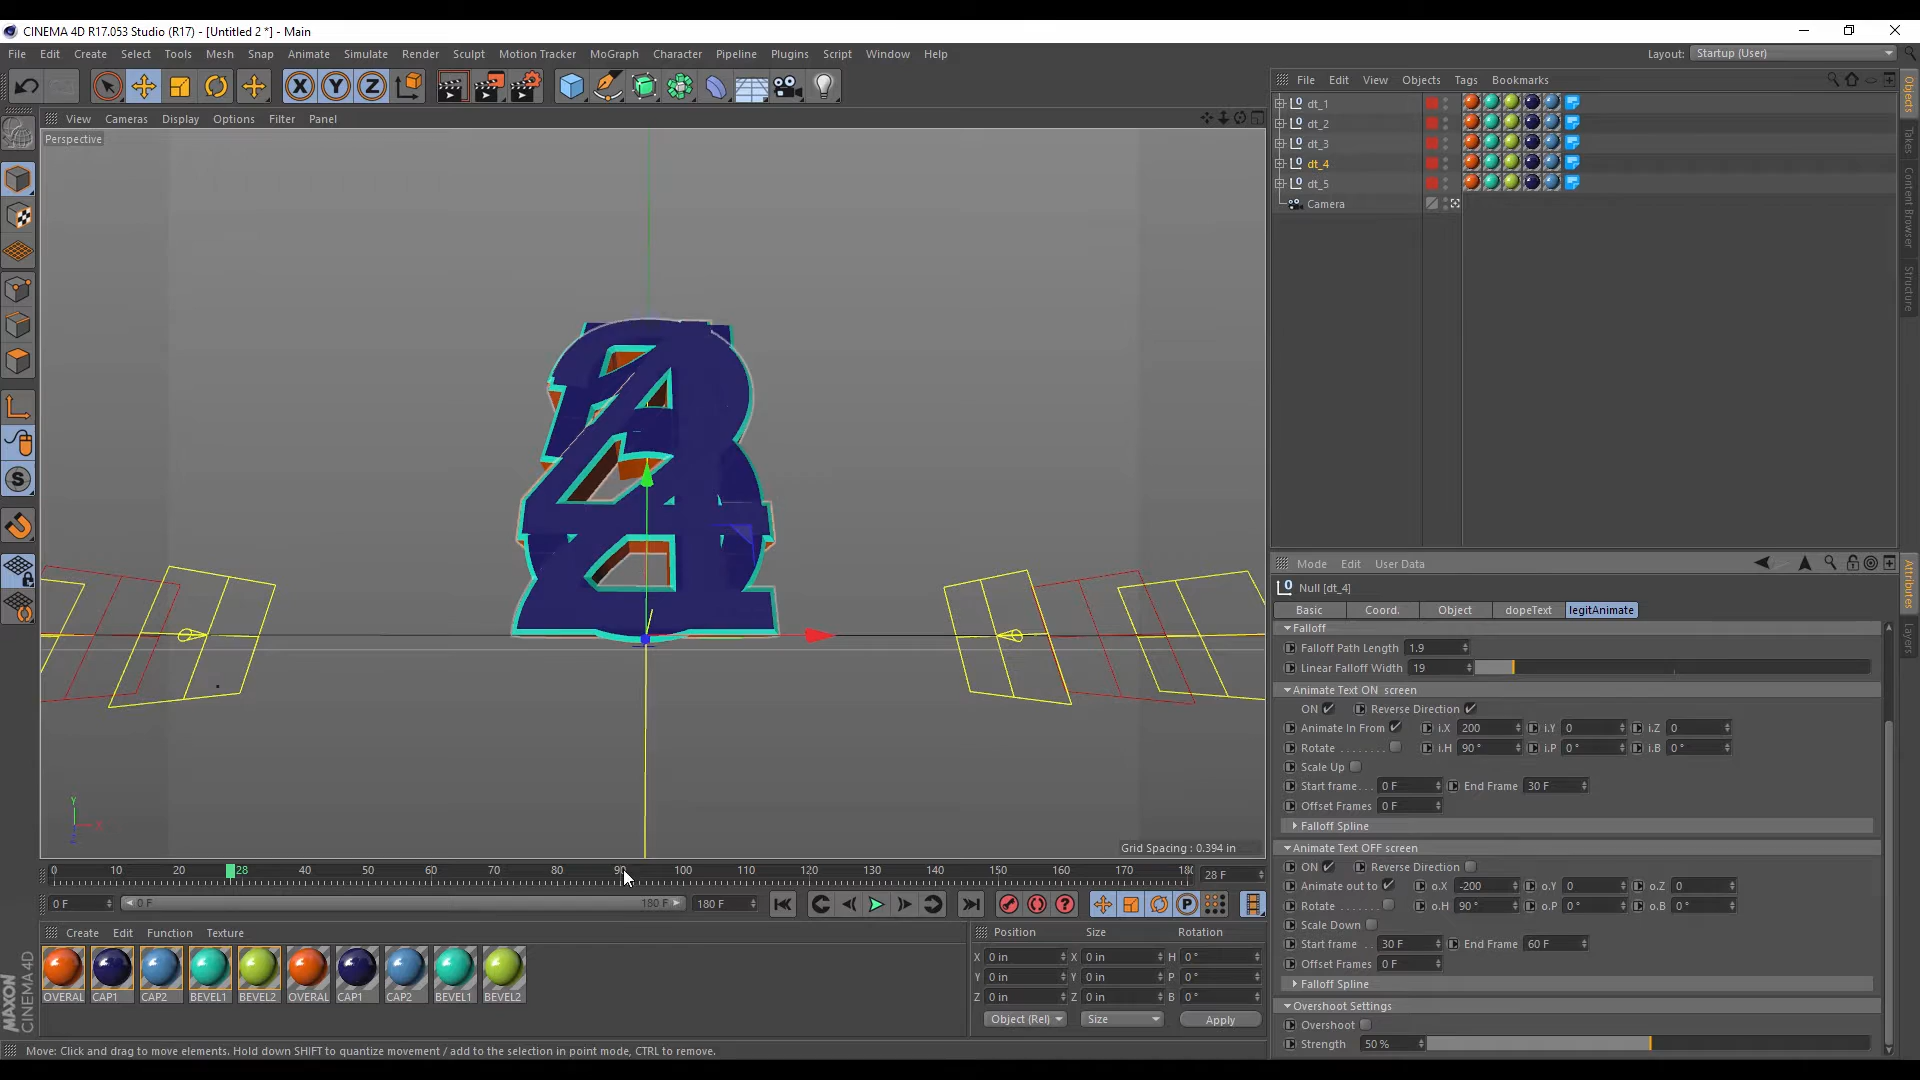 CINEMA 4D R17.053 Studio (R17) - [Untitled 2 *] - Main
File Edit Create Select Tools Mesh Snap Animate Simulate Render Sculpt Motion Tracker MoGraph Character Pipeline Plugins Script Window Help
Layout: Startup (User)
File Edit View Objects Tags Bookmarks
View Cameras Display Options Filter Panel
Perspective
dt_1
dt_2
dt_3
dt_4
dt_5
Camera
Objects
Takes
Content Browser
Structure
Mode Edit User Data
Null [dt_4]
Basic Coord. Object dopeText legitAnimate
Falloff
Falloff Path Length 1.9
Linear Falloff Width 19
Animate Text ON screen
ON Reverse Direction
Animate In From i.X 200 i.Y 0 i.Z 0
Rotate . . . . . . . . i.H 90 ° i.P 0 ° i.B 0 °
Scale Up
Start frame. . . 0 F End Frame 30 F
Offset Frames 0 F
Falloff Spline
Animate Text OFF screen
ON Reverse Direction
Animate out to o.X -200 o.Y 0 o.Z 0
Rotate . . . . . . . o.H 90 ° o.P 0 ° o.B 0 °
Scale Down
Start frame . . 30 F End Frame 60 F
Offset Frames 0 F
Falloff Spline
Overshoot Settings
Overshoot
Strength 50 %
Attributes
Layers
Y
X
Z
Grid Spacing : 0.394 in
0 10 20 28 40 50 60 70 80 90 100 110 120 130 140 150 160 170 180
28 F
0 F 0 F 180 F 180 F
Create Edit Function Texture
OVERAL CAP1 CAP2 BEVEL1 BEVEL2 OVERAL CAP1 CAP2 BEVEL1 BEVEL2
Position Size Rotation
X 0 in X 0 in H 0 °
Y 0 in Y 0 in P 0 °
Z 0 in Z 0 in B 0 °
Object (Rel) Size Apply
MAXON
CINEMA 4D
Move: Click and drag to move elements. Hold down SHIFT to quantize movement / add to the selection in point mode, CTRL to remove.